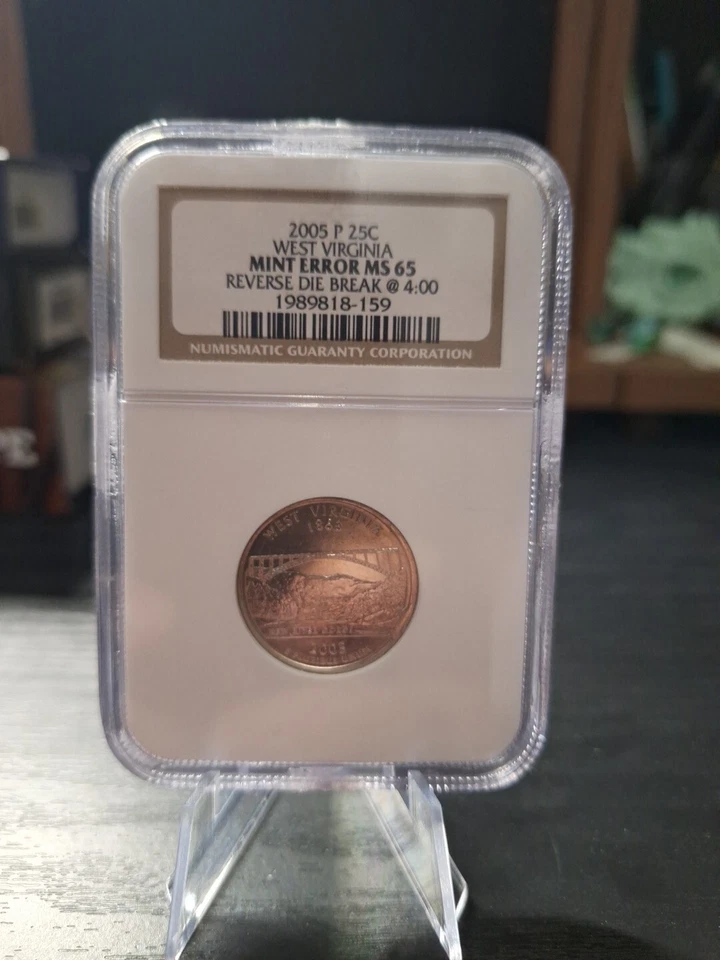 2005 P 25C
WEST VIRGINIA
MINT ERROR MS 65
REVERSE DIE BREAK @ 4:00
1989818-159
NUMISMATIC GUARANTY CORPORATION
WEST VIRGINIA
1863
2005